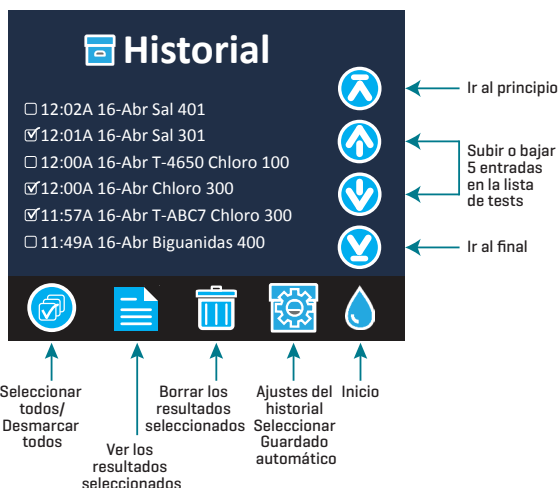 Historial
12:02A 16-Abr Sal 401
12:01A 16-Abr Sal 301
12:00A 16-Abr T-4650 Chloro 100
12:00A 16-Abr Chloro 300
11:57A 16-Abr T-ABC7 Chloro 300
11:49A 16-Abr Biguanidas 400
Ir al principio
Subir o bajar
5 entradas
en la lista
de tests
Ir al final
Seleccionar
todos/
Desmarcar
todos
Ver los
resultados
seleccionados
Borrar los
resultados
seleccionados
Ajustes del
historial
Seleccionar
Guardado
automático
Inicio